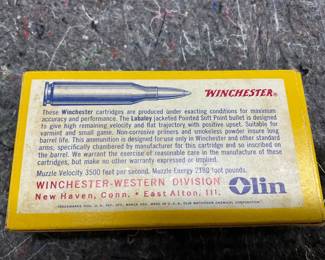 WINCHESTER®
These Winchester cartridges are produced under exacting conditions for maximum
accuracy and performance. The Lubaloy jacketed Pointed Soft Point bullet is designed
to give high remaining velocity and flat trajectory with positive upset. Suitable for
varmint and small game. Non-corrosive primers and smokeless powder insure long
barrel life. This ammunition is designed for use only in Winchester and other standard
arms; specifically chambered by manufacturer for this cartridge and so inscribed on
the barrel. We warrant the exercise of reasonable care in the manufacture of these
cartridges, but make no other warranty expressed or implied.
Muzzle Velocity 3500 feet per second. Muzzle Energy 2180 foot pounds.
WINCHESTER-WESTERN DIVISION Olin
New Haven, Conn. • East Alton, Ill.